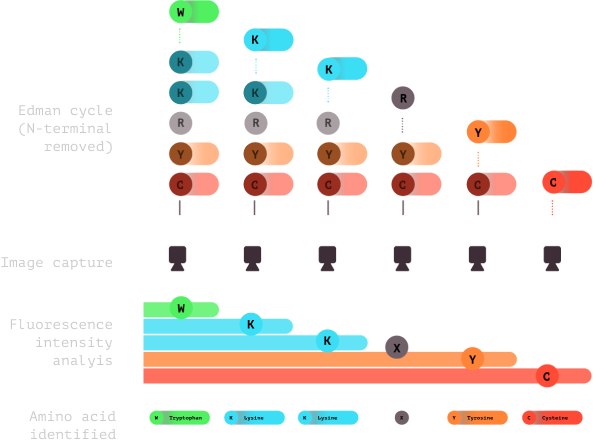 W
K K
K
R
K K
Y
R R R
Edman cycle
(N-terminal
removed)
Y Y Y Y
C C C C C C
Image capture
W
K
K
X
Y
C
Fluorescence
intensity
analyis
Amino acid
identified
W Tryptophan K Lysine K Lysine X Y Tyrosine C Cysteine